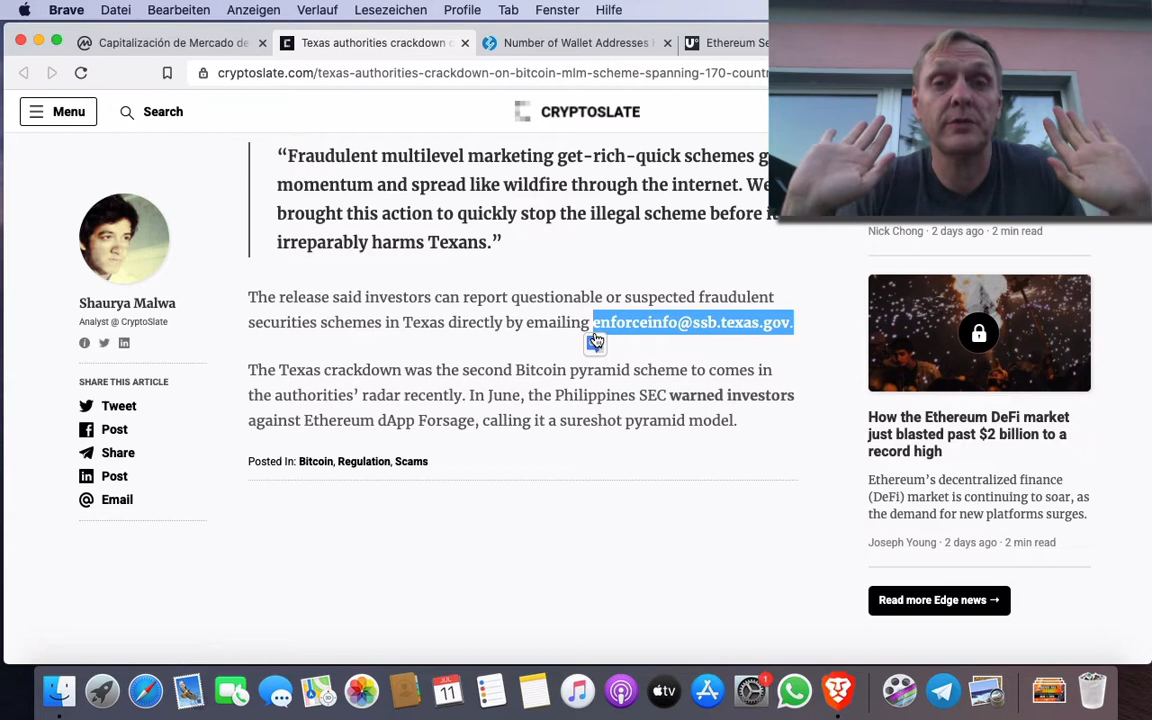 Brave Datei Bearbeiten Anzeigen Verlauf Lesezeichen Profile Tab Fenster Hilfe
Capitalización de Mercado de
Texas authorities crackdown
Number of Wallet Addresses
Ethereum Se
cryptoslate.com/texas-authorities-crackdown-on-bitcoin-mlm-scheme-spanning-170-countr
Menu
Search
CRYPTOSLATE
“Fraudulent multilevel marketing get-rich-quick schemes g
momentum and spread like wildfire through the internet. We
brought this action to quickly stop the illegal scheme before i
irreparably harms Texans.”
Shaurya Malwa
Analyst @ CryptoSlate
SHARE THIS ARTICLE
Tweet
Post
Share
Post
Email
The release said investors can report questionable or suspected fraudulent
securities schemes in Texas directly by emailing enforceinfo@ssb.texas.gov.
The Texas crackdown was the second Bitcoin pyramid scheme to comes in
the authorities’ radar recently. In June, the Philippines SEC warned investors
against Ethereum dApp Forsage, calling it a sureshot pyramid model.
Posted In: Bitcoin, Regulation, Scams
Nick Chong · 2 days ago · 2 min read
How the Ethereum DeFi market
just blasted past $2 billion to a
record high
Ethereum’s decentralized finance
(DeFi) market is continuing to soar, as
the demand for new platforms surges.
Joseph Young · 2 days ago · 2 min read
Read more Edge news →
JUL
11
1
tv